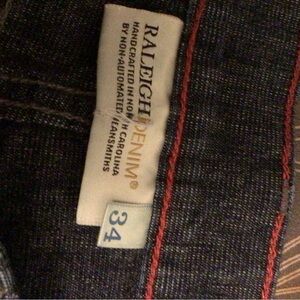 RALEIGH DENIM®
HANDCRAFTED IN NORTH CAROLINA
BY NON-AUTOMATED JEANSMITHS
34